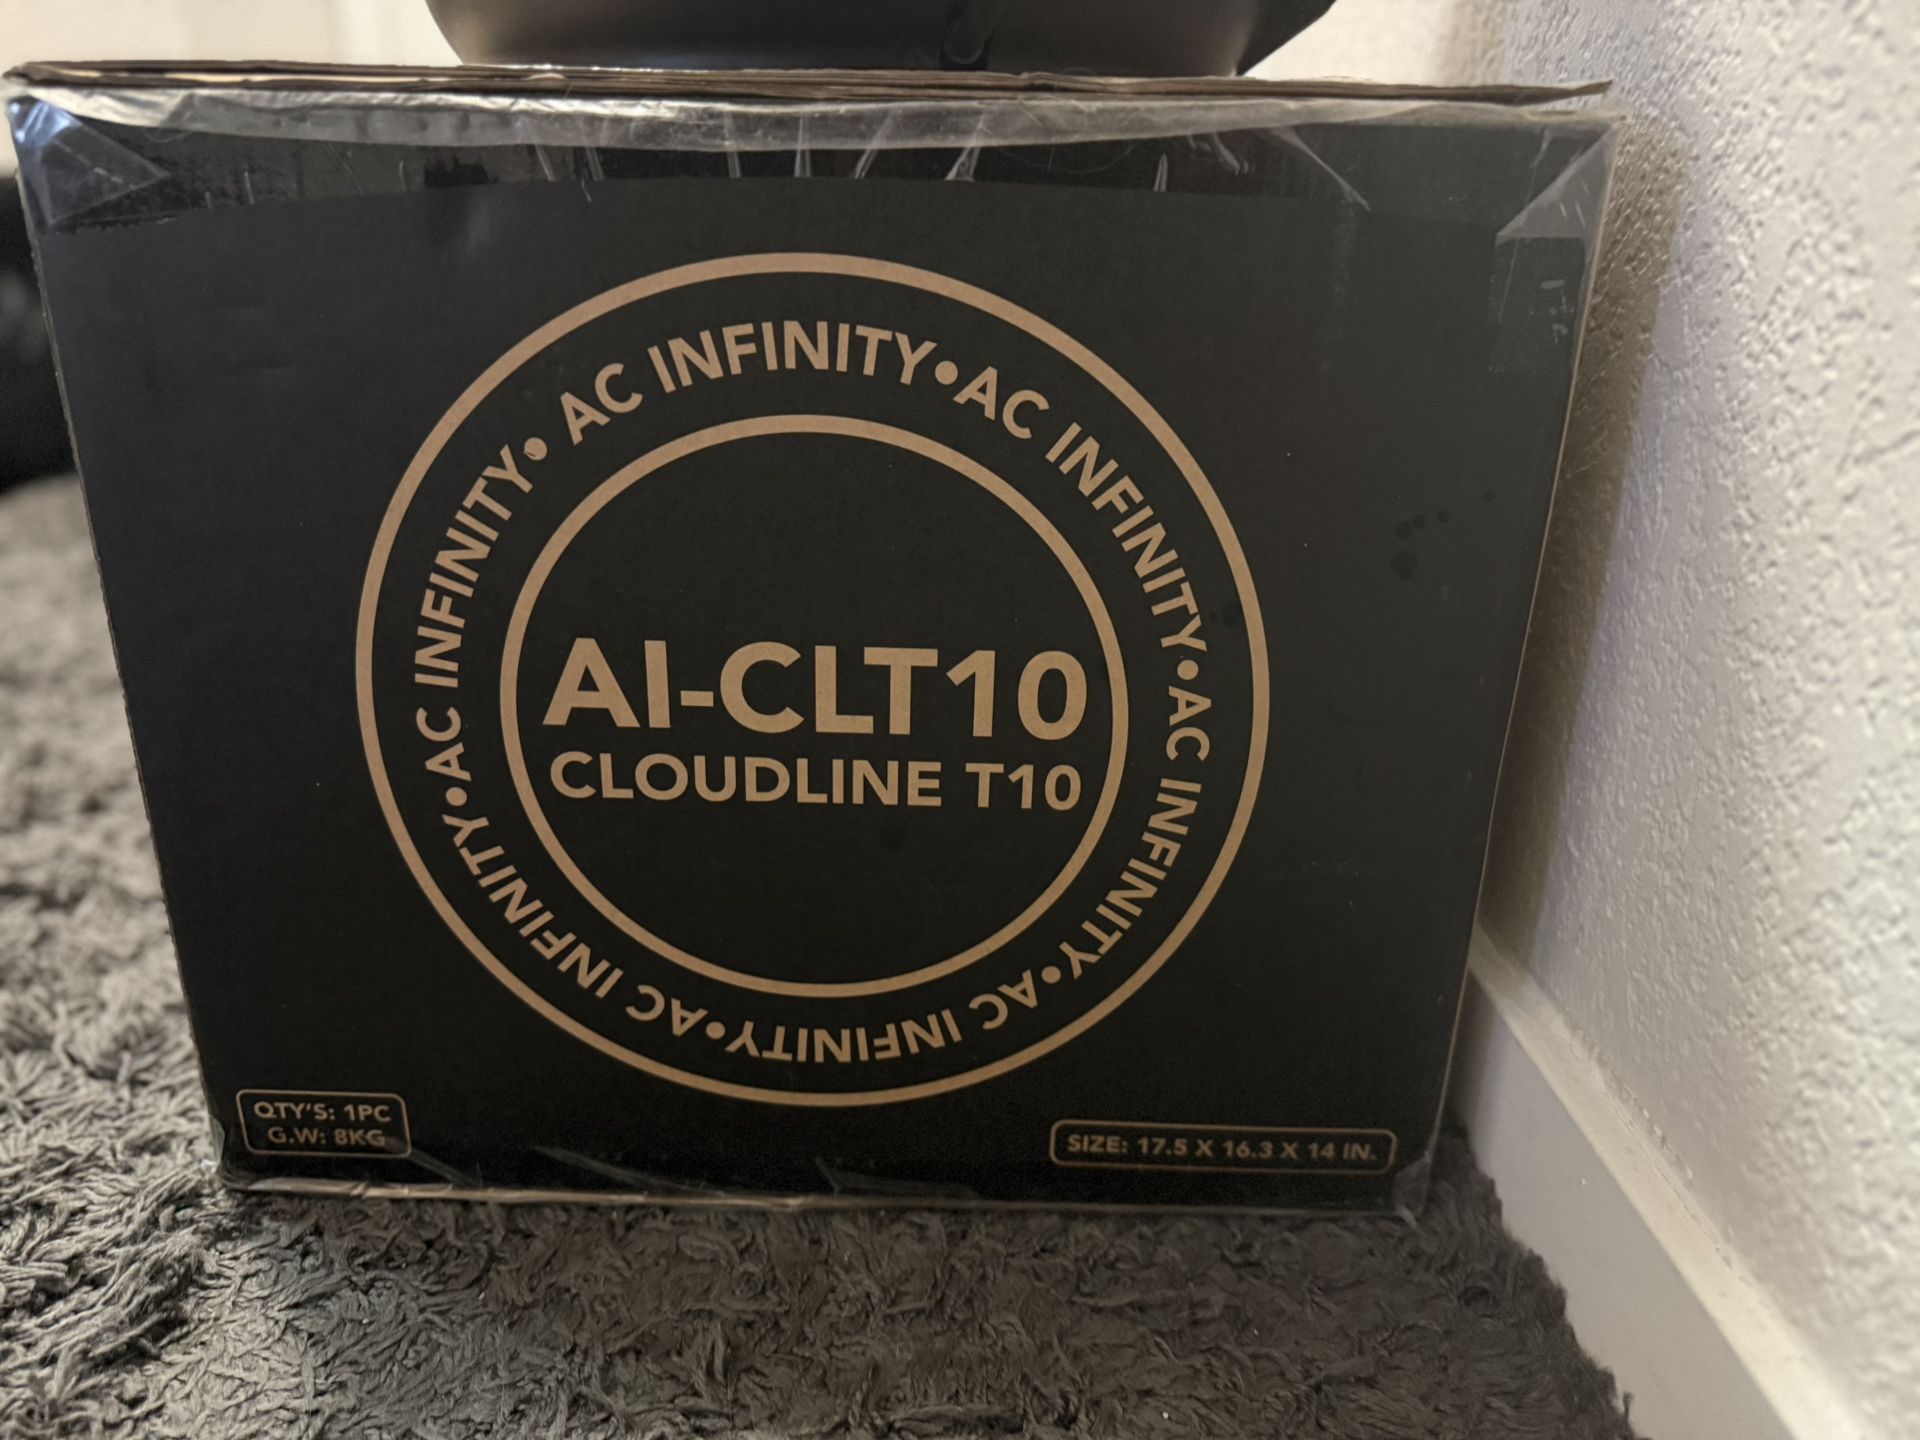 AC INFINITY • AC INFINITY • AC INFINITY • AC INFINITY • AC INFINITY • AC INFINITY •
AI-CLT10
CLOUDLINE T10
QTY'S: 1PC
G.W: 8KG
SIZE: 17.5 X 16.3 X 14 IN.